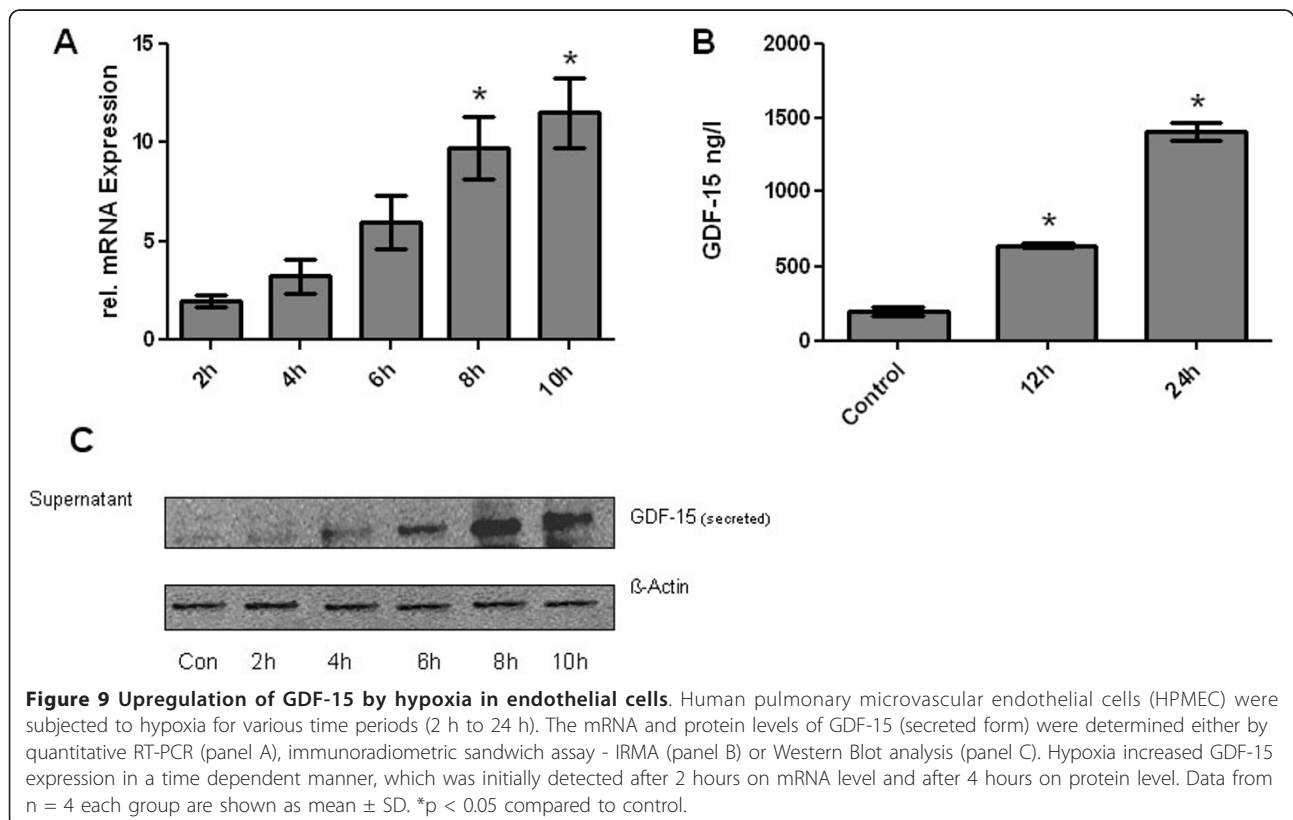 A
B
15
10
5
0
rel. mRNA Expression
*
*
2h
4h
6h
8h
10h
2000
1500
1000
500
0
GDF-15 ng/l
*
*
Control
12h
24h
C
Supernatant
GDF-15 (secreted)
ß-Actin
Con 2h 4h 6h 8h 10h
Figure 9 Upregulation of GDF-15 by hypoxia in endothelial cells. Human pulmonary microvascular endothelial cells (HPMEC) were
subjected to hypoxia for various time periods (2 h to 24 h). The mRNA and protein levels of GDF-15 (secreted form) were determined either by
quantitative RT-PCR (panel A), immunoradiometric sandwich assay - IRMA (panel B) or Western Blot analysis (panel C). Hypoxia increased GDF-15
expression in a time dependent manner, which was initially detected after 2 hours on mRNA level and after 4 hours on protein level. Data from
n = 4 each group are shown as mean ± SD. *p < 0.05 compared to control.